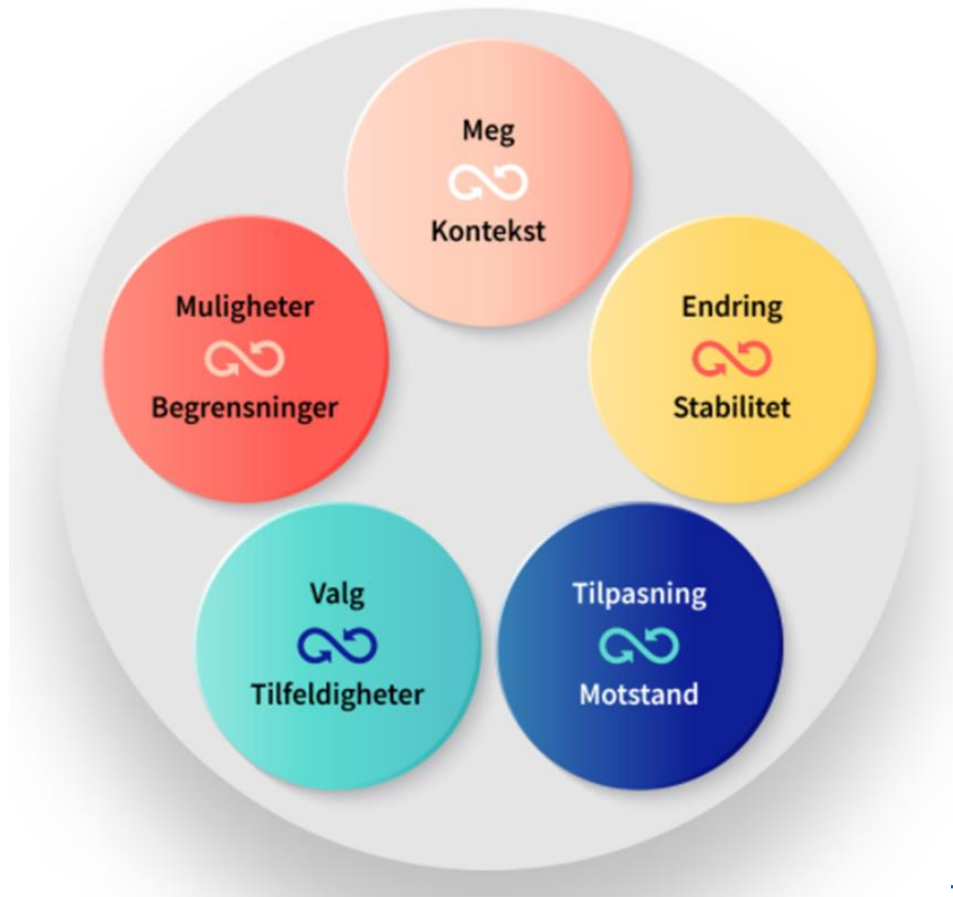 Meg
Kontekst
Muligheter
Begrensninger
Endring
Stabilitet
Valg
Tilfeldigheter
Tilpasning
Motstand